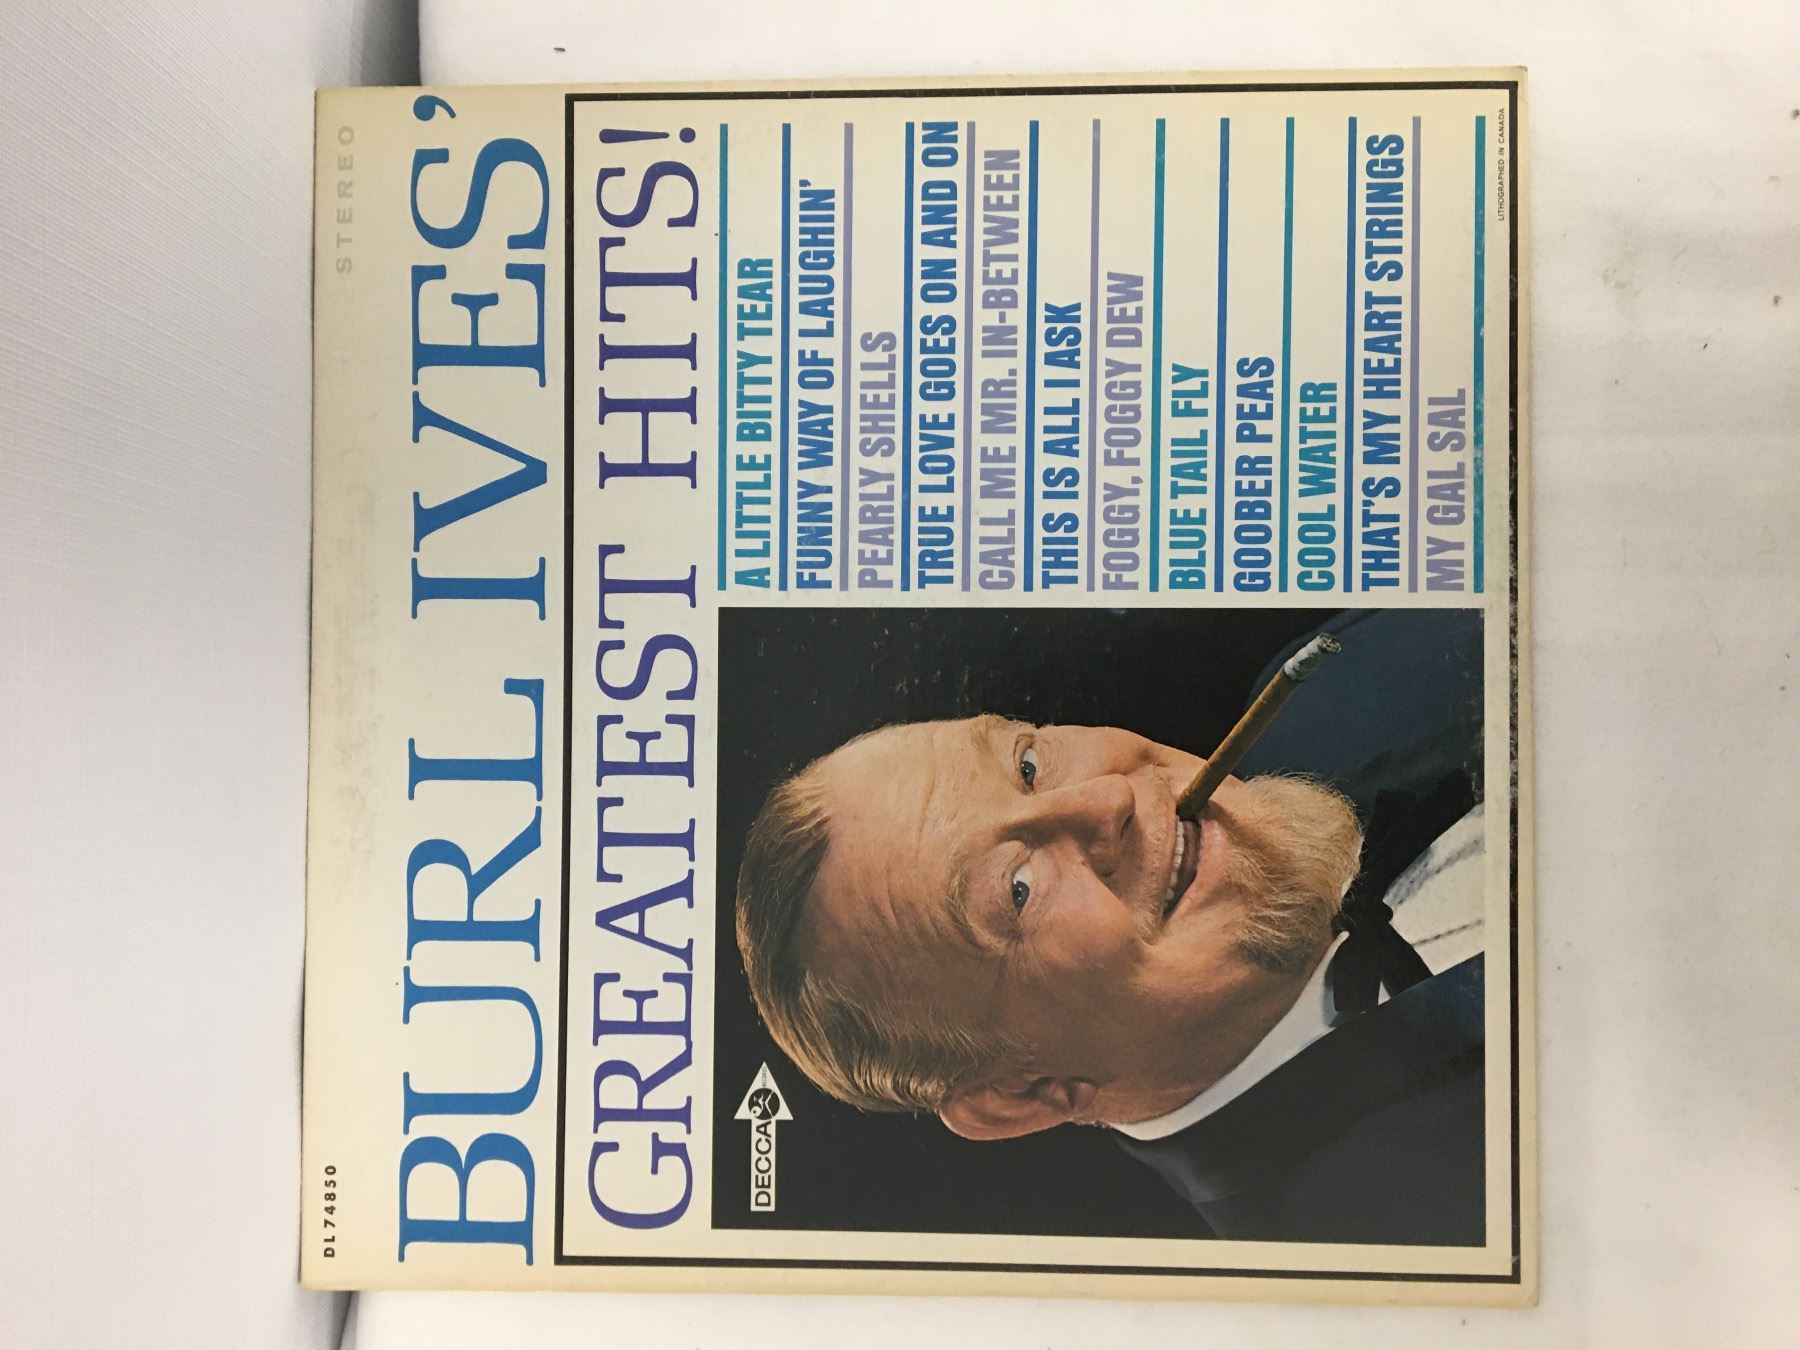 DL 74850
STEREO
BURL IVES'
GREATEST HITS!
DECCA
A LITTLE BITTY TEAR
FUNNY WAY OF LAUGHIN'
PEARLY SHELLS
TRUE LOVE GOES ON AND ON
CALL ME MR. IN-BETWEEN
THIS IS ALL I ASK
FOGGY, FOGGY DEW
BLUE TAIL FLY
GOOBER PEAS
COOL WATER
THAT'S MY HEART STRINGS
MY GAL SAL
LITHOGRAPHED IN CANADA